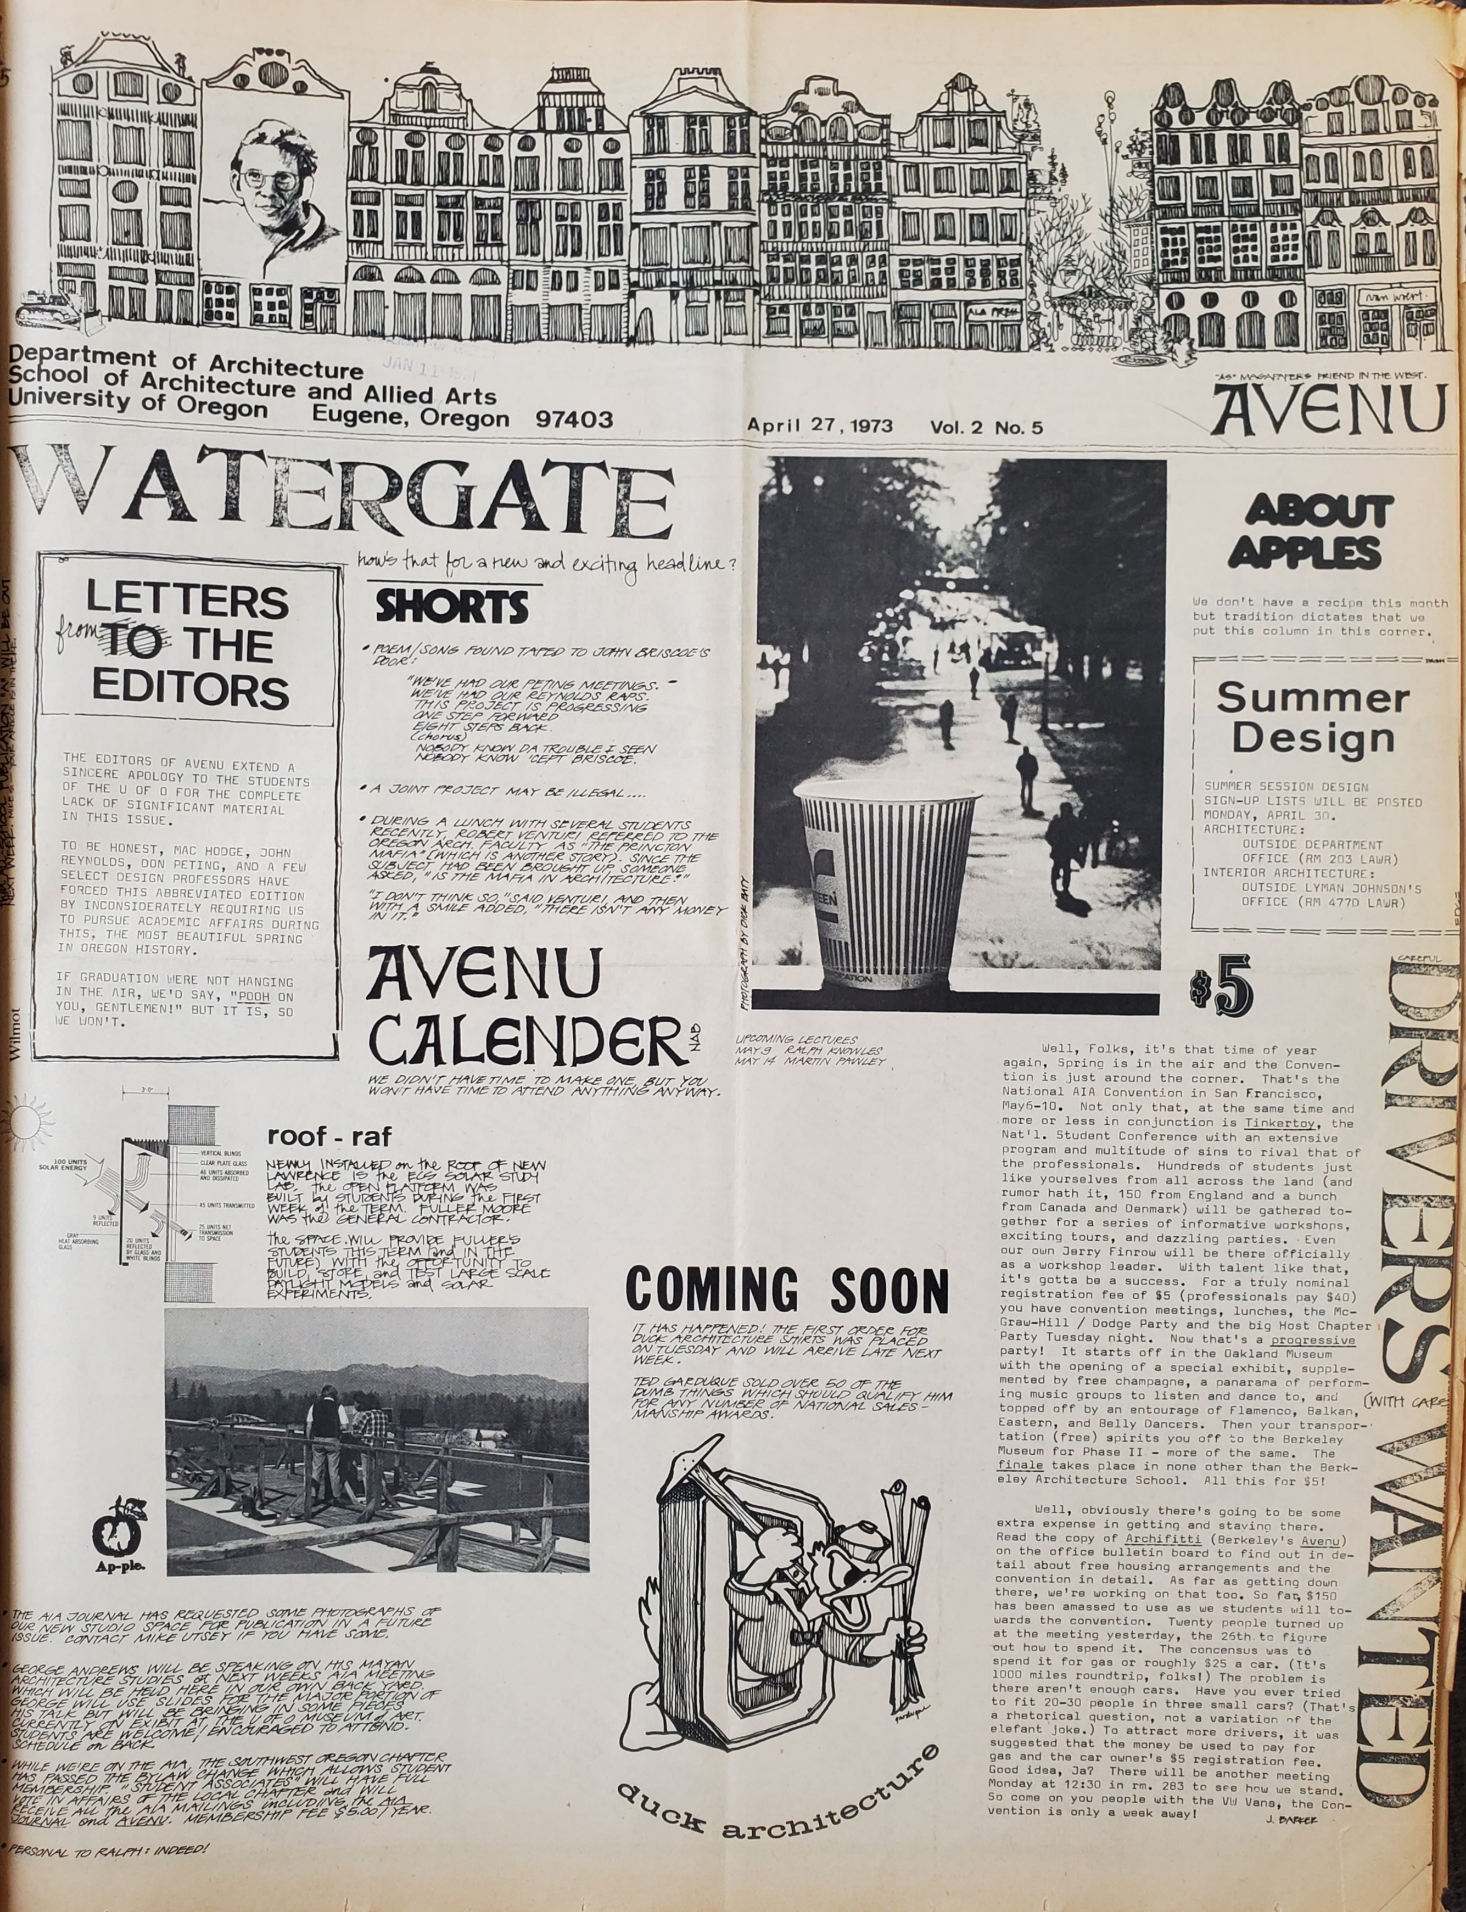 ALA PRESS
van wert.
Department of Architecture
School of Architecture and Allied Arts
University of Oregon Eugene, Oregon 97403
JAN 11
April 27, 1973 Vol. 2 No. 5
FRIEND IN THE WEST.
AVENU
WATERGATE
how's that for a new and exciting headline?
LETTERS
from TO THE
EDITORS
THE EDITORS OF AVENU EXTEND A
SINCERE APOLOGY TO THE STUDENTS
OF THE U OF O FOR THE COMPLETE
LACK OF SIGNIFICANT MATERIAL
IN THIS ISSUE.
TO BE HONEST, MAC HODGE, JOHN
REYNOLDS, DON PETING, AND A FEW
SELECT DESIGN PROFESSORS HAVE
FORCED THIS ABBREVIATED EDITION
BY INCONSIDERATELY REQUIRING US
TO PURSUE ACADEMIC AFFAIRS DURING
THIS, THE MOST BEAUTIFUL SPRING
IN OREGON HISTORY.
IF GRADUATION WERE NOT HANGING
IN THE AIR, WE'D SAY, "POOH ON
YOU, GENTLEMEN!" BUT IT IS, SO
WE WON'T.
Wilmot
SHORTS
• POEM/SONG FOUND TAPED TO JOHN BRISCOE'S
DOOR:
"WE'VE HAD OUR PETING MEETINGS.
WE'VE HAD OUR REYNOLDS RAPS.
THIS PROJECT IS PROGRESSING
ONE STEP FORWARD
EIGHT STEPS BACK.
(chorus)
NOBODY KNOW DA TROUBLE I SEEN
NOBODY KNOW 'CEPT BRISCOE.
• A JOINT PROJECT MAY BE ILLEGAL....
• DURING A LUNCH WITH SEVERAL STUDENTS
RECENTLY, ROBERT VENTURI REFERRED TO THE
OREGON ARCH. FACULTY AS "THE PRINCTON
MAFIA" (WHICH IS ANOTHER STORY). SINCE THE
SUBJECT HAD BEEN BROUGHT UP, SOMEONE
ASKED, "IS THE MAFIA IN ARCHITECTURE?"
"I DON'T THINK SO," SAID VENTURI, AND THEN
WITH A SMILE ADDED, "THERE ISN'T ANY MONEY
IN IT."
AVENU
CALENDER
NAB
WE DIDN'T HAVE TIME TO MAKE ONE, BUT YOU
WON'T HAVE TIME TO ATTEND ANYTHING ANYWAY.
PHOTOGRAPH BY DICK BATY
UPCOMING LECTURES
MAY 9 RALPH KNOWLES
MAY 14 MARTIN PAWLEY
ABOUT
APPLES
We don't have a recipe this month
but tradition dictates that we
put this column in this corner.
Summer
Design
SUMMER SESSION DESIGN
SIGN-UP LISTS WILL BE POSTED
MONDAY, APRIL 30.
ARCHITECTURE:
OUTSIDE DEPARTMENT
OFFICE (RM 203 LAWR)
INTERIOR ARCHITECTURE:
OUTSIDE LYMAN JOHNSON'S
OFFICE (RM 477D LAWR)
$5
CAREFUL
DRIVERS WANTED
(WITH CARS
Well, Folks, it's that time of year
again, Spring is in the air and the Conven-
tion is just around the corner. That's the
National AIA Convention in San Francisco,
May6-10. Not only that, at the same time and
more or less in conjunction is Tinkertoy, the
Nat'l. Student Conference with an extensive
program and multitude of sins to rival that of
the professionals. Hundreds of students just
like yourselves from all across the land (and
rumor hath it, 150 from England and a bunch
from Canada and Denmark) will be gathered to-
gether for a series of informative workshops,
exciting tours, and dazzling parties. Even
our own Jerry Finrow will be there officially
as a workshop leader. With talent like that,
it's gotta be a success. For a truly nominal
registration fee of $5 (professionals pay $40)
you have convention meetings, lunches, the Mc-
Graw-Hill / Dodge Party and the big Host Chapter
Party Tuesday night. Now that's a progressive
party! It starts off in the Oakland Museum
with the opening of a special exhibit, supple-
mented by free champagne, a panarama of perform-
ing music groups to listen and dance to, and
topped off by an entourage of Flamenco, Balkan,
Eastern, and Belly Dancers. Then your transpor-
tation (free) spirits you off to the Berkeley
Museum for Phase II - more of the same. The
finale takes place in none other than the Berk-
eley Architecture School. All this for $5!
Well, obviously there's going to be some
extra expense in getting and staying there.
Read the copy of Archifitti (Berkeley's Avenu)
on the office bulletin board to find out in de-
tail about free housing arrangements and the
convention in detail. As far as getting down
there, we're working on that too. So far, $150
has been amassed to use as we students will to-
wards the convention. Twenty people turned up
at the meeting yesterday, the 26th to figure
out how to spend it. The concensus was to
spend it for gas or roughly $25 a car. (It's
1000 miles roundtrip, folks!) The problem is
there aren't enough cars. Have you ever tried
to fit 20-30 people in three small cars? (That's
a rhetorical question, not a variation of the
elefant joke.) To attract more drivers, it was
suggested that the money be used to pay for
gas and the car owner's $5 registration fee.
Good idea, Ja? There will be another meeting
Monday at 12:30 in rm. 283 to see how we stand.
So come on you people with the VW Vans, the Con-
vention is only a week away!
J. BARKER
3'-0"
100 UNITS
SOLAR ENERGY
VERTICAL BLINDS
CLEAR PLATE GLASS
46 UNITS ABSORBED
AND DISSIPATED
45 UNITS TRANSMITTED
9 UNITS
REFLECTED
GRAY
HEAT ABSORBING
GLASS
20 UNITS
REFLECTED
BY GLASS AND
WHITE BLINDS
25 UNITS NET
TRANSMISSION
TO SPACE
roof - raf
NEWLY INSTALLED on the ROOF OF NEW
LAWRENCE IS the ECS SOLAR STUDY
LAB. the OPEN PLATFORM WAS
BUILT by STUDENTS DURING the FIRST
WEEK of the TERM. FULLER MOORE
WAS the GENERAL CONTRACTOR.
the SPACE WILL PROVIDE FULLER'S
STUDENTS THIS TERM (and IN THE
FUTURE) WITH the OPPORTUNITY TO
BUILD, STORE, and TEST LARGE SCALE
DAYLIGHT MODELS and SOLAR
EXPERIMENTS.
Ap-ple.
COMING SOON
IT HAS HAPPENED! THE FIRST ORDER FOR
DUCK ARCHITECTURE SHIRTS WAS PLACED
ON TUESDAY AND WILL ARRIVE LATE NEXT
WEEK.
TED GARDUQUE SOLD OVER 50 OF THE
DUMB THINGS WHICH SHOULD QUALIFY HIM
FOR ANY NUMBER OF NATIONAL SALES-
MANSHIP AWARDS.
garduque
duck architecture
• THE AIA JOURNAL HAS REQUESTED SOME PHOTOGRAPHS OF
OUR NEW STUDIO SPACE FOR PUBLICATION IN A FUTURE
ISSUE. CONTACT MIKE UTSEY IF YOU HAVE SOME.
• GEORGE ANDREWS WILL BE SPEAKING ON HIS MAYAN
ARCHITECTURE STUDIES at NEXT WEEKS AIA MEETING
WHICH WILL BE HELD HERE IN OUR OWN BACK YARD.
GEORGE WILL USE SLIDES FOR THE MAJOR PORTION OF
HIS TALK BUT WILL BE BRINGING IN SOME PIECES
CURRENTLY ON EXIBIT AT THE U OF O MUSEUM of ART.
STUDENTS ARE WELCOME/ENCOURAGED TO ATTEND.
SCHEDULE on BACK.
• WHILE WE'RE ON THE AIA, THE SOUTHWEST OREGON CHAPTER
HAS PASSED THE BYLAW CHANGE WHICH ALLOWS STUDENT
MEMBERSHIP. "STUDENT ASSOCIATES" WILL HAVE FULL
VOTE IN AFFAIRS OF THE LOCAL CHAPTER and WILL
RECEIVE ALL the AIA MAILINGS INCLUDING the AIA
JOURNAL and AVENU. MEMBERSHIP FEE $5.00/YEAR.
• PERSONAL TO RALPH: INDEED!